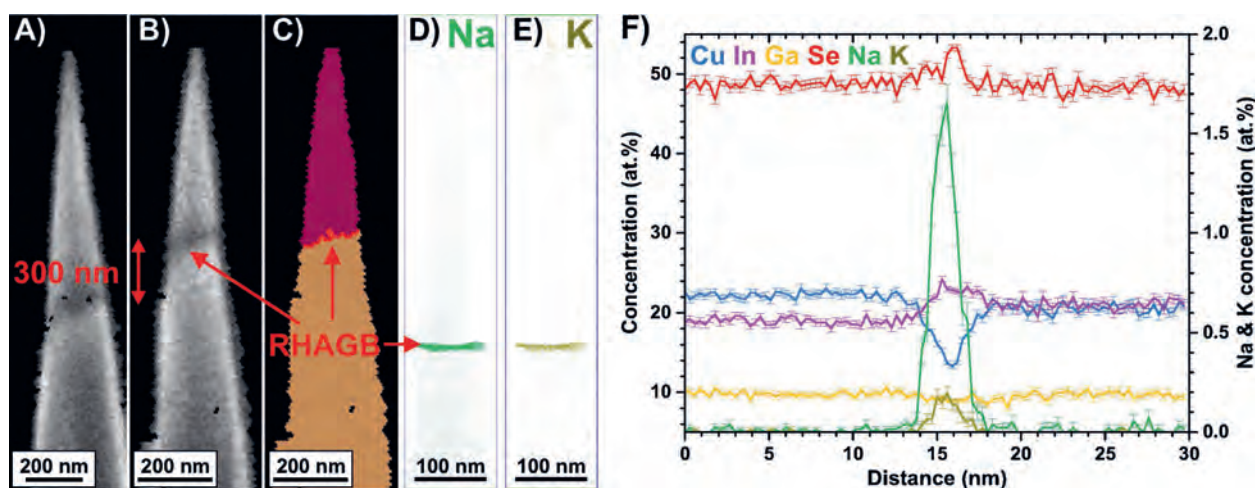 A)
B)
C)
D) Na
E) K
F)
300 nm
RHAGB
200 nm
200 nm
200 nm
100 nm
100 nm
Cu In Ga Se Na K
Concentration (at.%)
50
40
30
20
10
Na & K concentration (at.%)
2.0
1.5
1.0
0.5
0.0
0 5 10 15 20 25 30
Distance (nm)